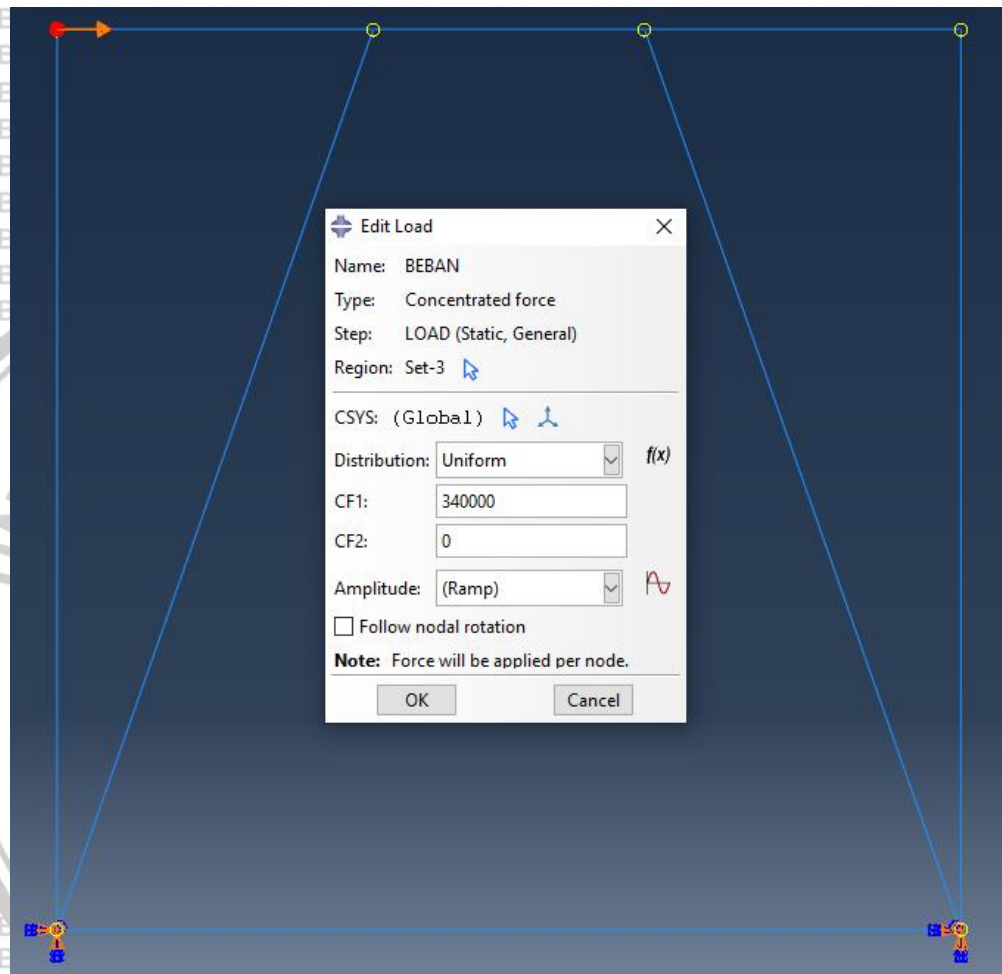 Edit Load
Name: BEBAN
Type: Concentrated force
Step: LOAD (Static, General)
Region: Set-3
CSYS: (Global)
Distribution: Uniform f(x)
CF1: 340000
CF2: 0
Amplitude: (Ramp)
Follow nodal rotation
Note: Force will be applied per node.
OK Cancel